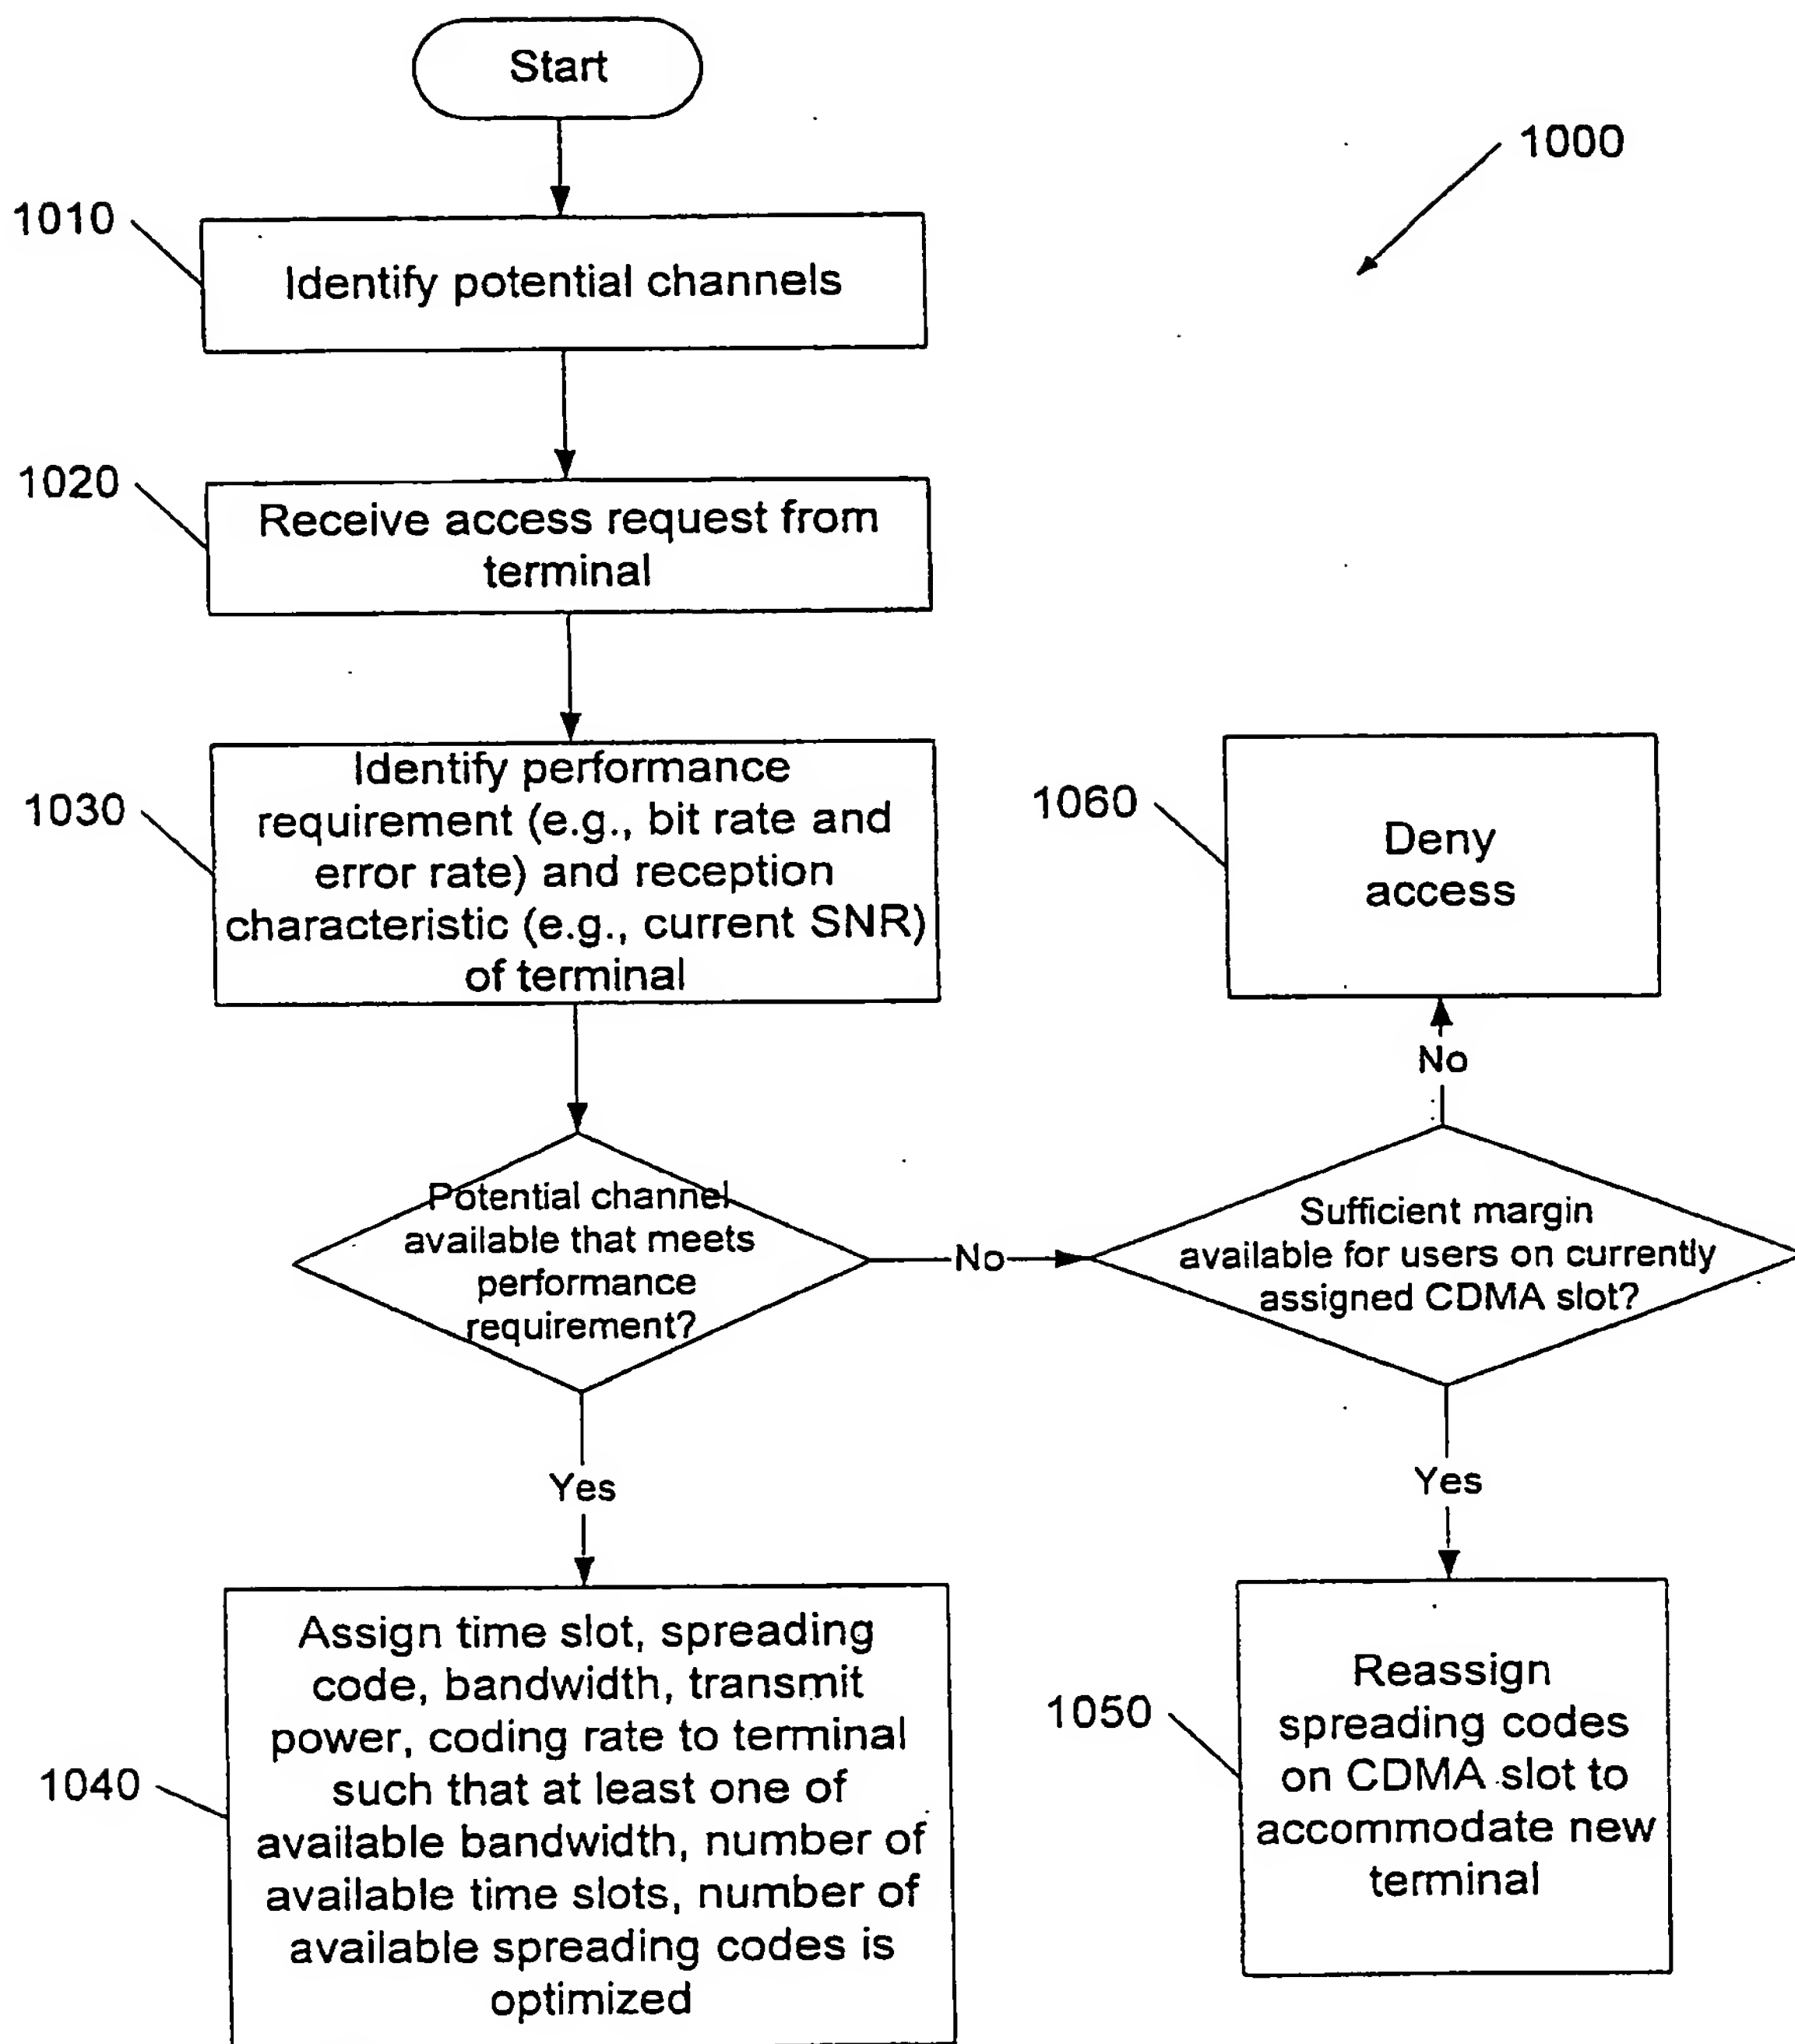 Start
1000
1010
Identify potential channels
1020
Receive access request from
terminal
1030
Identify performance
requirement (e.g., bit rate and
error rate) and reception
characteristic (e.g., current SNR)
of terminal
1060
Deny
access
No
Potential channel
available that meets
performance
requirement?
No
Sufficient margin
available for users on currently
assigned CDMA slot?
Yes
Yes
1040
Assign time slot, spreading
code, bandwidth, transmit
power, coding rate to terminal
such that at least one of
available bandwidth, number of
available time slots, number of
available spreading codes is
optimized
1050
Reassign
spreading codes
on CDMA slot to
accommodate new
terminal